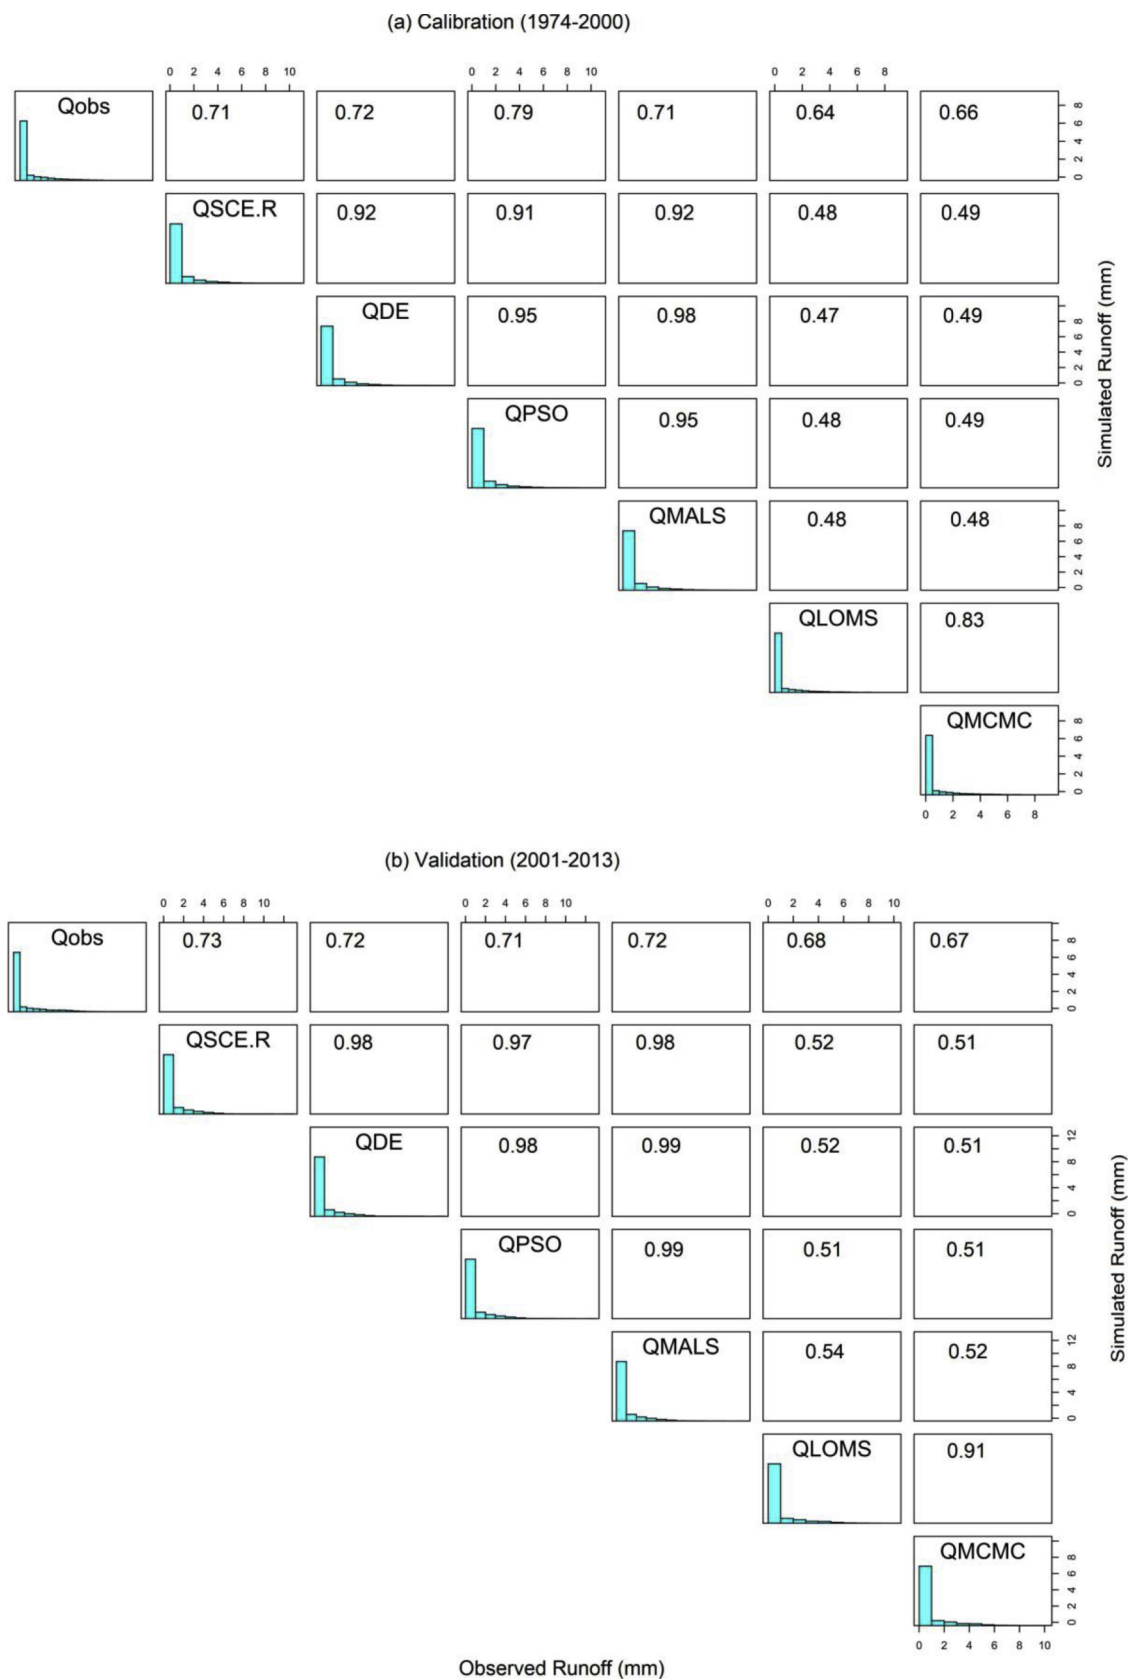 (a) Calibration (1974-2000)
0 2 4 6 8 10
0 2 4 6 8 10
0 2 4 6 8
Qobs 0.71 0.72 0.79 0.71 0.64 0.66
0 2 4 6 8
QSCE.R 0.92 0.91 0.92 0.48 0.49
QDE 0.95 0.98 0.47 0.49
0 2 4 6 8
QPSO 0.95 0.48 0.49
QMALS 0.48 0.48
0 2 4 6 8
QLOMS 0.83
QMCMC
0 2 4 6 8
0 2 4 6 8
Simulated Runoff (mm)
(b) Validation (2001-2013)
0 2 4 6 8 10
0 2 4 6 8 10
0 2 4 6 8 10
Qobs 0.73 0.72 0.71 0.72 0.68 0.67
0 2 4 6 8
QSCE.R 0.98 0.97 0.98 0.52 0.51
QDE 0.98 0.99 0.52 0.51
0 4 8 12
QPSO 0.99 0.51 0.51
QMALS 0.54 0.52
0 4 8 12
QLOMS 0.91
QMCMC
0 2 4 6 8
0 2 4 6 8 10
Simulated Runoff (mm)
Observed Runoff (mm)